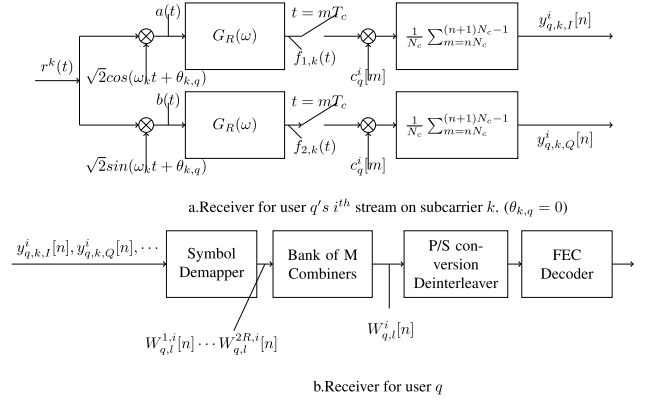 a(t)
t = mT_c
G_R(ω)
1/N_c ∑_{m=nN_c}^{(n+1)N_c−1}
y^i_{q,k,I}[n]
f_{1,k}(t)
r^k(t)
√2cos(ω_k t + θ_{k,q})
c^i_q[m]
b(t)
t = mT_c
G_R(ω)
1/N_c ∑_{m=nN_c}^{(n+1)N_c−1}
y^i_{q,k,Q}[n]
f_{2,k}(t)
√2sin(ω_k t + θ_{k,q})
c^i_q[m]
a.Receiver for user q's i^{th} stream on subcarrier k. (θ_{k,q} = 0)
y^i_{q,k,I}[n], y^i_{q,k,Q}[n], ⋯
Symbol
Demapper
Bank of M
Combiners
P/S con-
version
Deinterleaver
FEC
Decoder
W^{1,i}_{q,l}[n] ⋯ W^{2R,i}_{q,l}[n]
W^i_{q,l}[n]
b.Receiver for user q